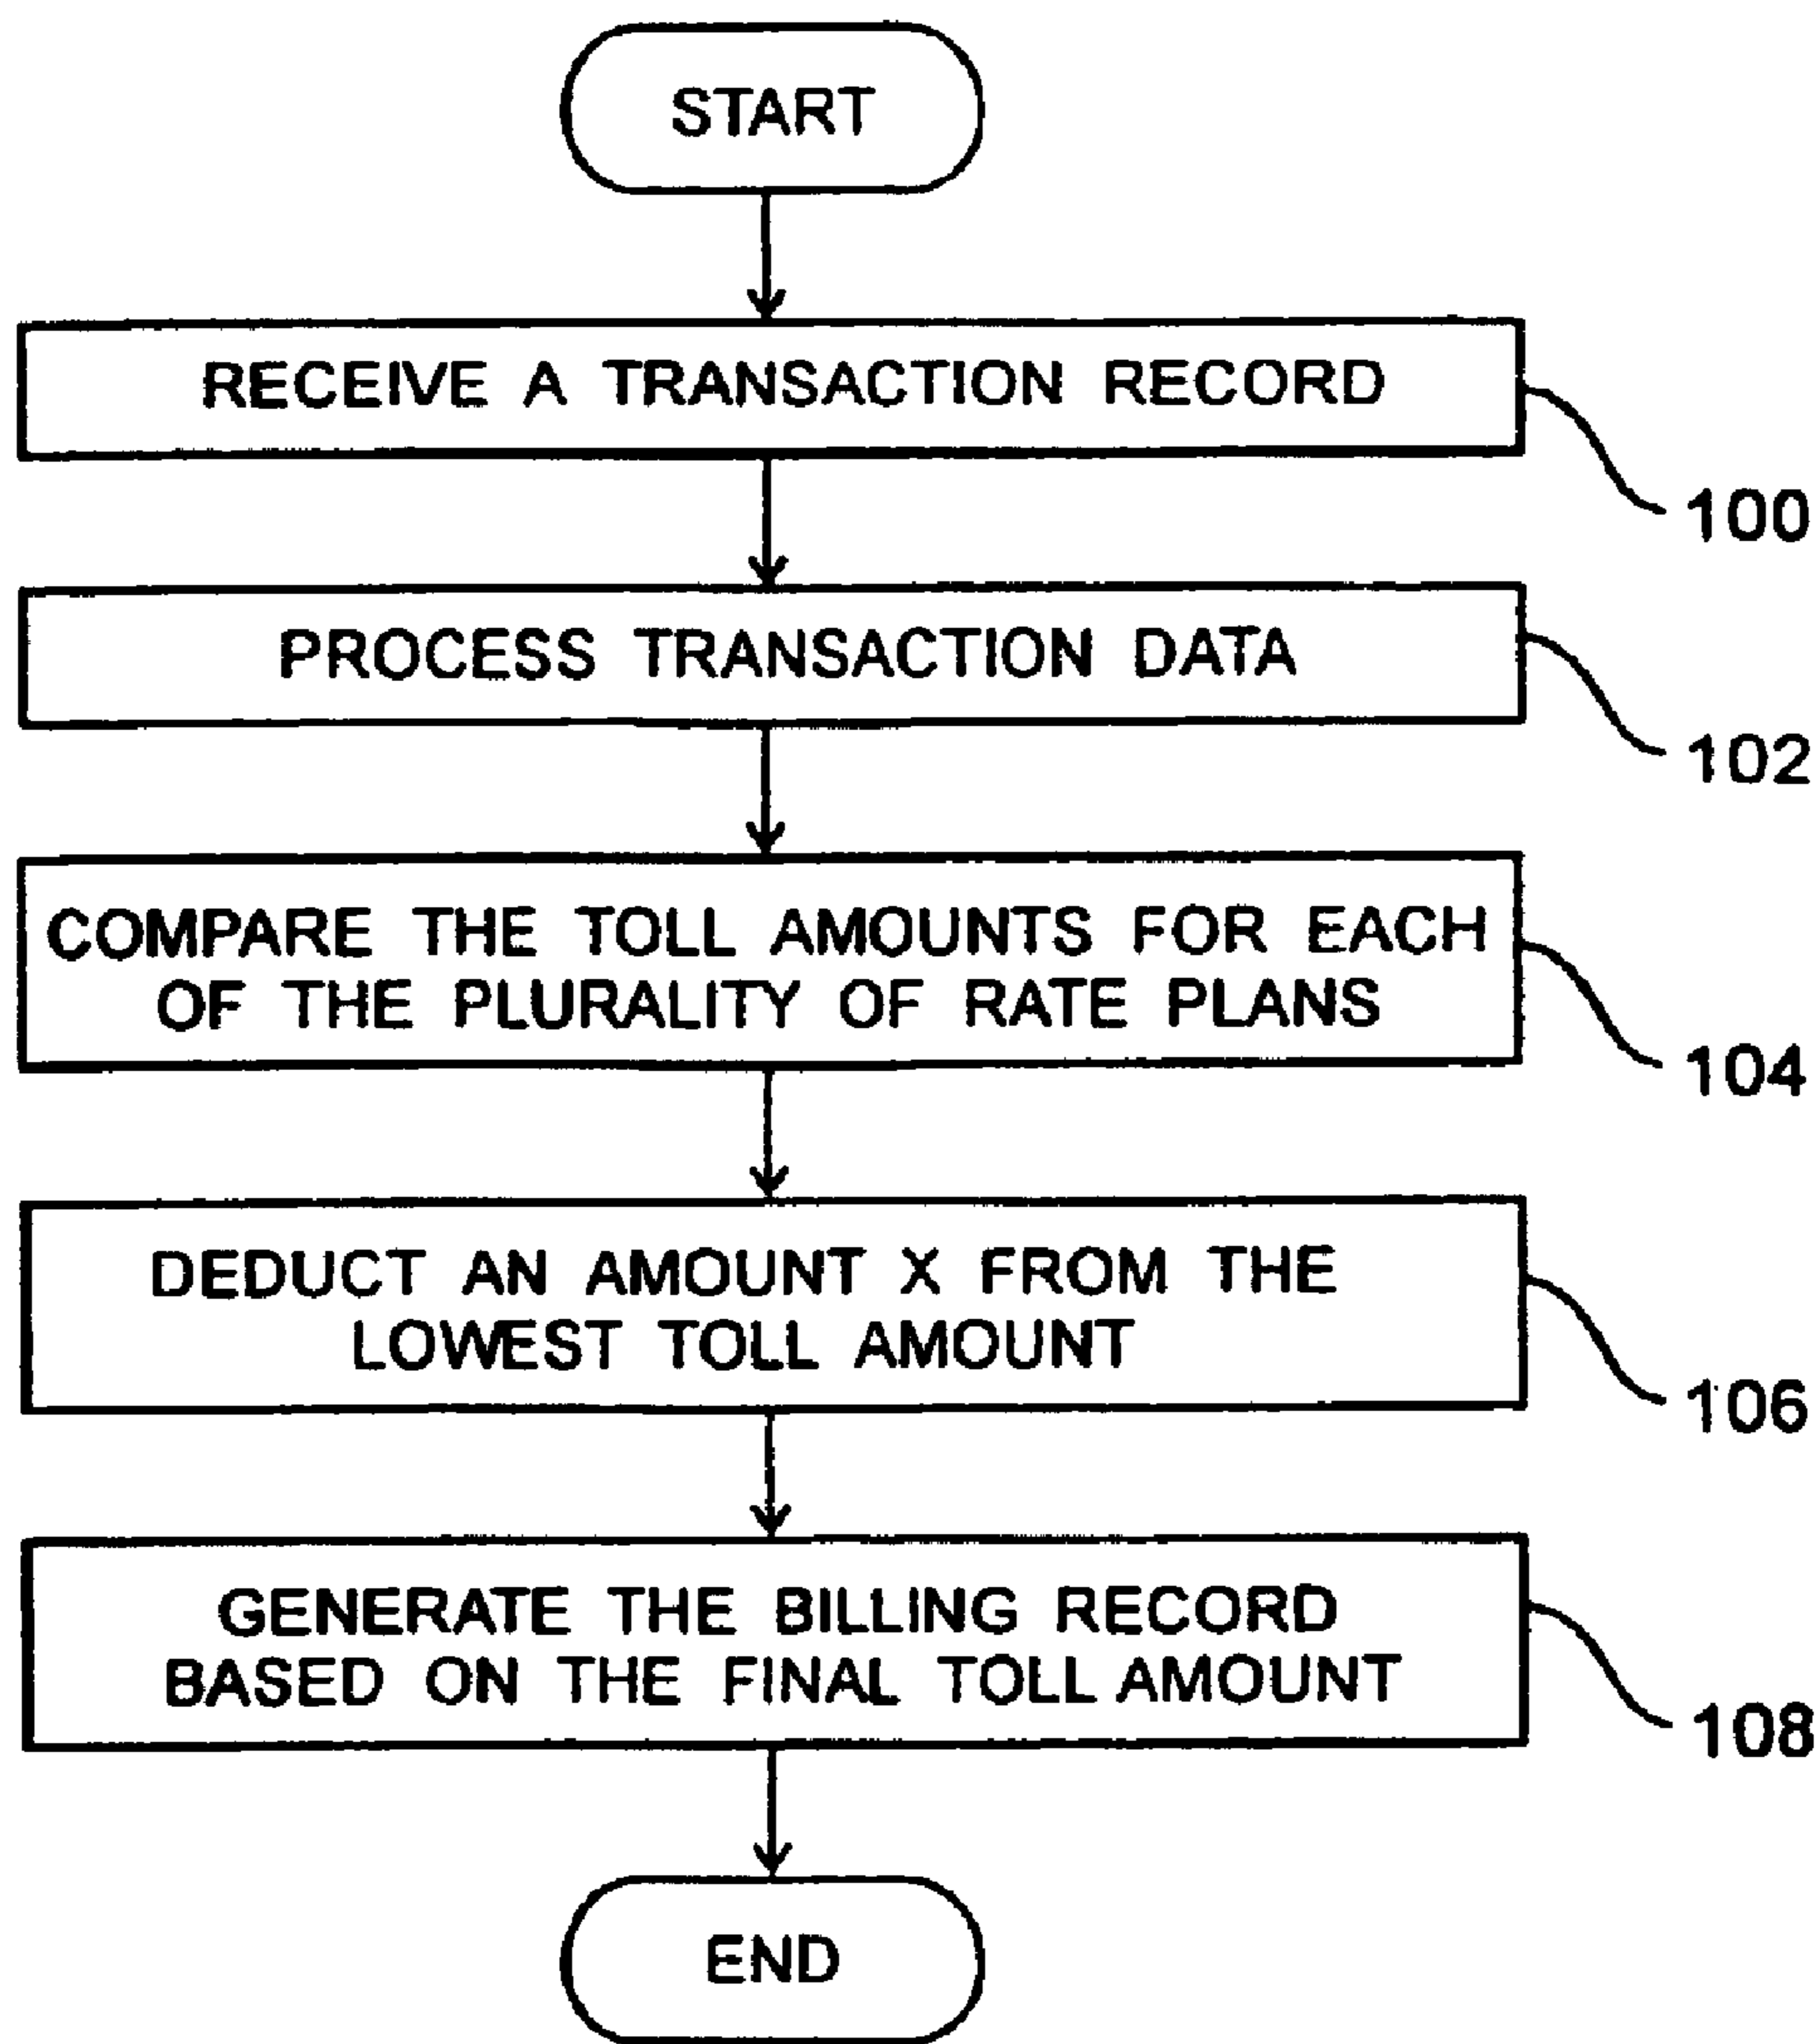 START
RECEIVE A TRANSACTION RECORD
100
PROCESS TRANSACTION DATA
102
COMPARE THE TOLL AMOUNTS FOR EACH
OF THE PLURALITY OF RATE PLANS
104
DEDUCT AN AMOUNT X FROM THE
LOWEST TOLL AMOUNT
106
GENERATE THE BILLING RECORD
BASED ON THE FINAL TOLL AMOUNT
108
END